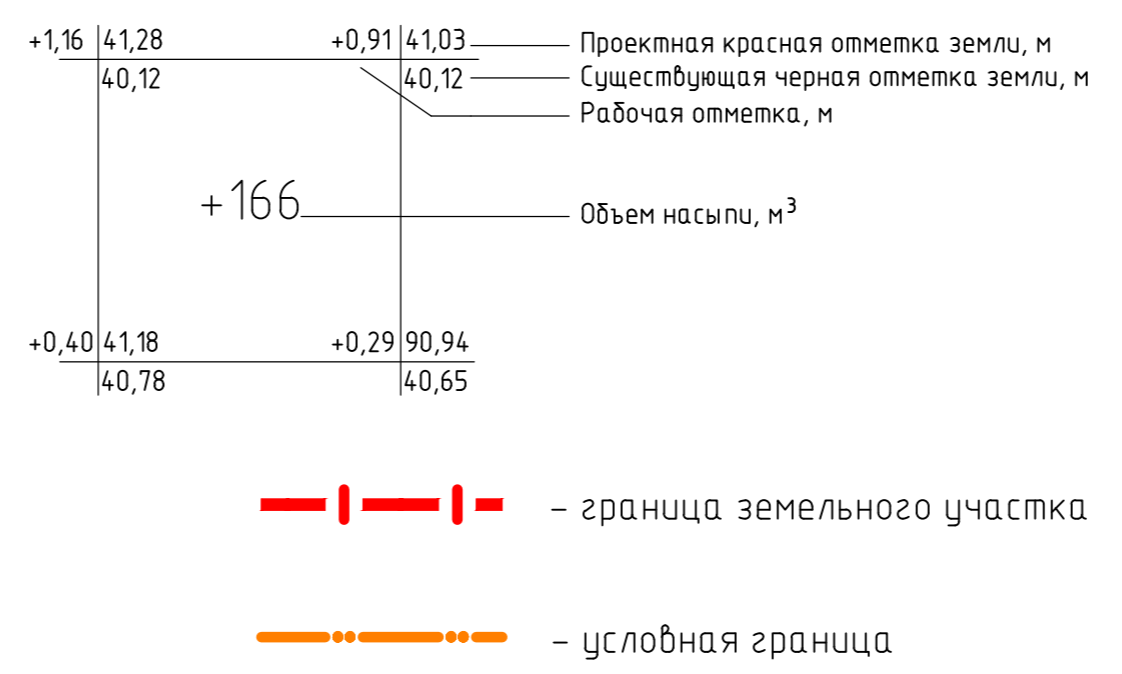 +1,16 41,28 +0,91 41,03 Проектная красная отметка земли, м
40,12 40,12 Существующая черная отметка земли, м
Рабочая отметка, м
+166 Объем насыпи, м³
+0,40 41,18 +0,29 90,94
40,78 40,65
– граница земельного участка
– условная граница